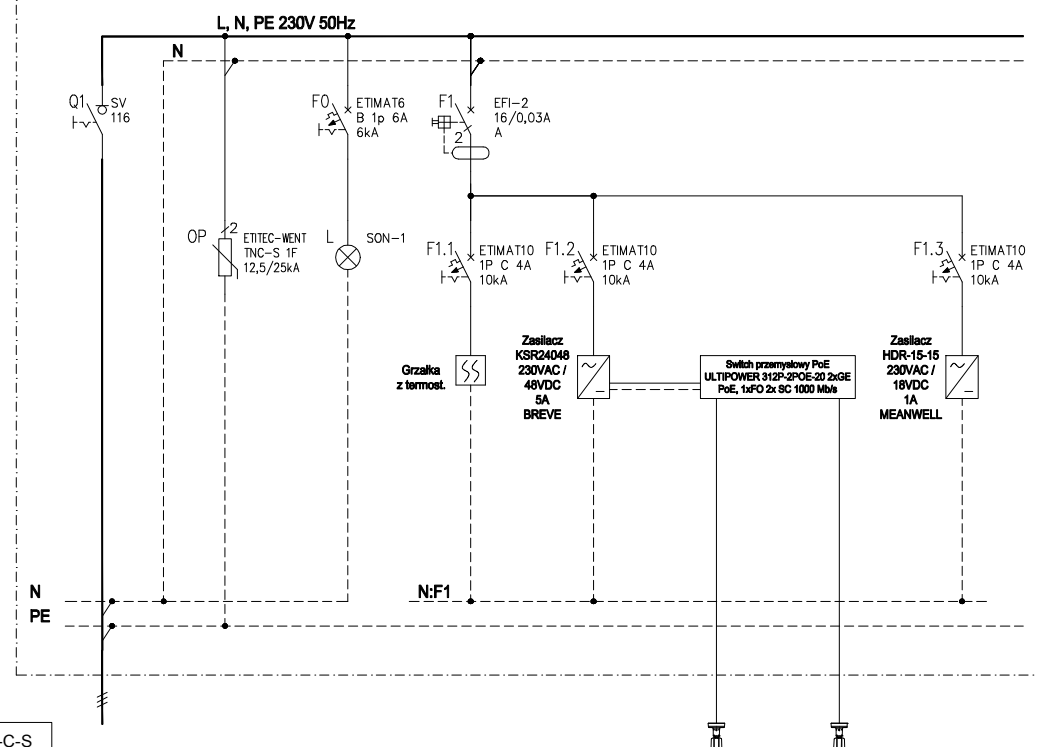 L, N, PE 230V 50Hz
N
Q1
SV
116
F0
ETIMAT6
B 1p 6A
6kA
F1
EFI-2
16/0,03A
A
2
OP
2
ETITEC-WENT
TNC-S 1F
12,5/25kA
L
SON-1
F1.1
ETIMAT10
1P C 4A
10kA
F1.2
ETIMAT10
1P C 4A
10kA
F1.3
ETIMAT10
1P C 4A
10kA
Grzałka
z termost.
Zasilacz
KSR24048
230VAC /
48VDC
5A
BREVE
Switch przemysłowy PoE
ULTIPOWER 312P-2POE-20 2xGE
PoE, 1xFO 2x SC 1000 Mb/s
Zasilacz
HDR-15-15
230VAC /
18VDC
1A
MEANWELL
N
PE
N:F1
-C-S